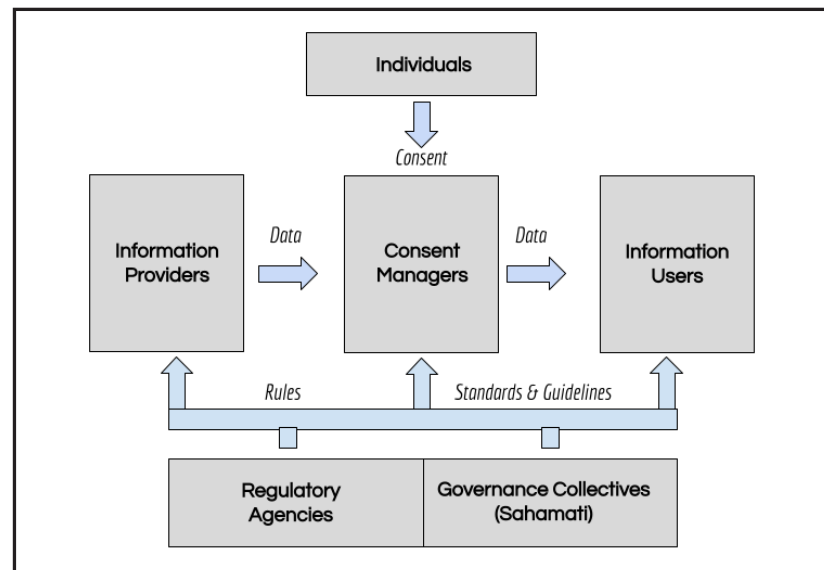 Individuals
Consent
Information
Providers
Data
Consent
Managers
Data
Information
Users
Rules
Standards & Guidelines
Regulatory
Agencies
Governance Collectives
(Sahamati)